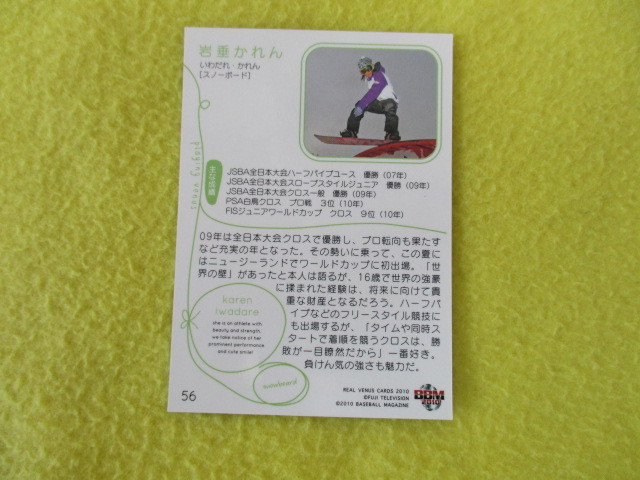 岩垂かれん
いわだれ・かれん
[スノーボード]
snow board
主な成績
JSBA全日本大会ハーフパイプユース 優勝（07年）
JSBA全日本大会スロープスタイルジュニア 優勝（09年）
JSBA全日本大会クロス一般 優勝（09年）
PSA白鳥クロス プロ戦 3位（10年）
FISジュニアワールドカップ クロス 9位（10年）
09年は全日本大会クロスで優勝し、プロ転向も果たす
など充実の年となった。その勢いに乗って、この夏に
はニュージーランドでワールドカップに初出場。「世
界の壁」があったと本人は語るが、16歳で世界の強豪
に揉まれた経験は、将来に向けて貴
重な財産となるだろう。ハーフパ
イプなどのフリースタイル競技に
も出場するが、「タイムや同時ス
タートで着順を競うクロスは、勝
敗が一目瞭然だから」一番好き。
負けん気の強さも魅力だ。
karen
iwadare
she is an athlete with
beauty and strength.
we take notice of her
prominent performance
and cute smile!
snowboard
56
REAL VENUS CARDS 2010
©FUJI TELEVISION
©2010 BASEBALL MAGAZINE
BBM
2010